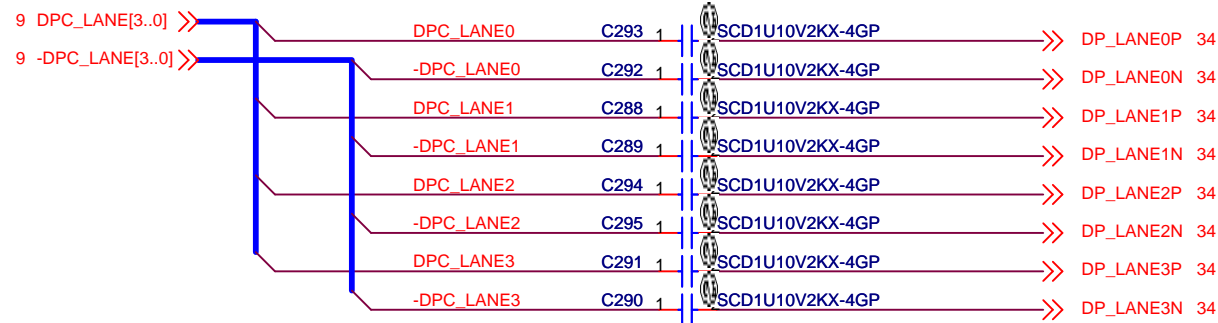 9 DPC_LANE[3..0]
DPC_LANE0 C293 1 SCD1U10V2KX-4GP DP_LANE0P 34
9 -DPC_LANE[3..0]
-DPC_LANE0 C292 1 SCD1U10V2KX-4GP DP_LANE0N 34
DPC_LANE1 C288 1 SCD1U10V2KX-4GP DP_LANE1P 34
-DPC_LANE1 C289 1 SCD1U10V2KX-4GP DP_LANE1N 34
DPC_LANE2 C294 1 SCD1U10V2KX-4GP DP_LANE2P 34
-DPC_LANE2 C295 1 SCD1U10V2KX-4GP DP_LANE2N 34
DPC_LANE3 C291 1 SCD1U10V2KX-4GP DP_LANE3P 34
-DPC_LANE3 C290 1 SCD1U10V2KX-4GP DP_LANE3N 34